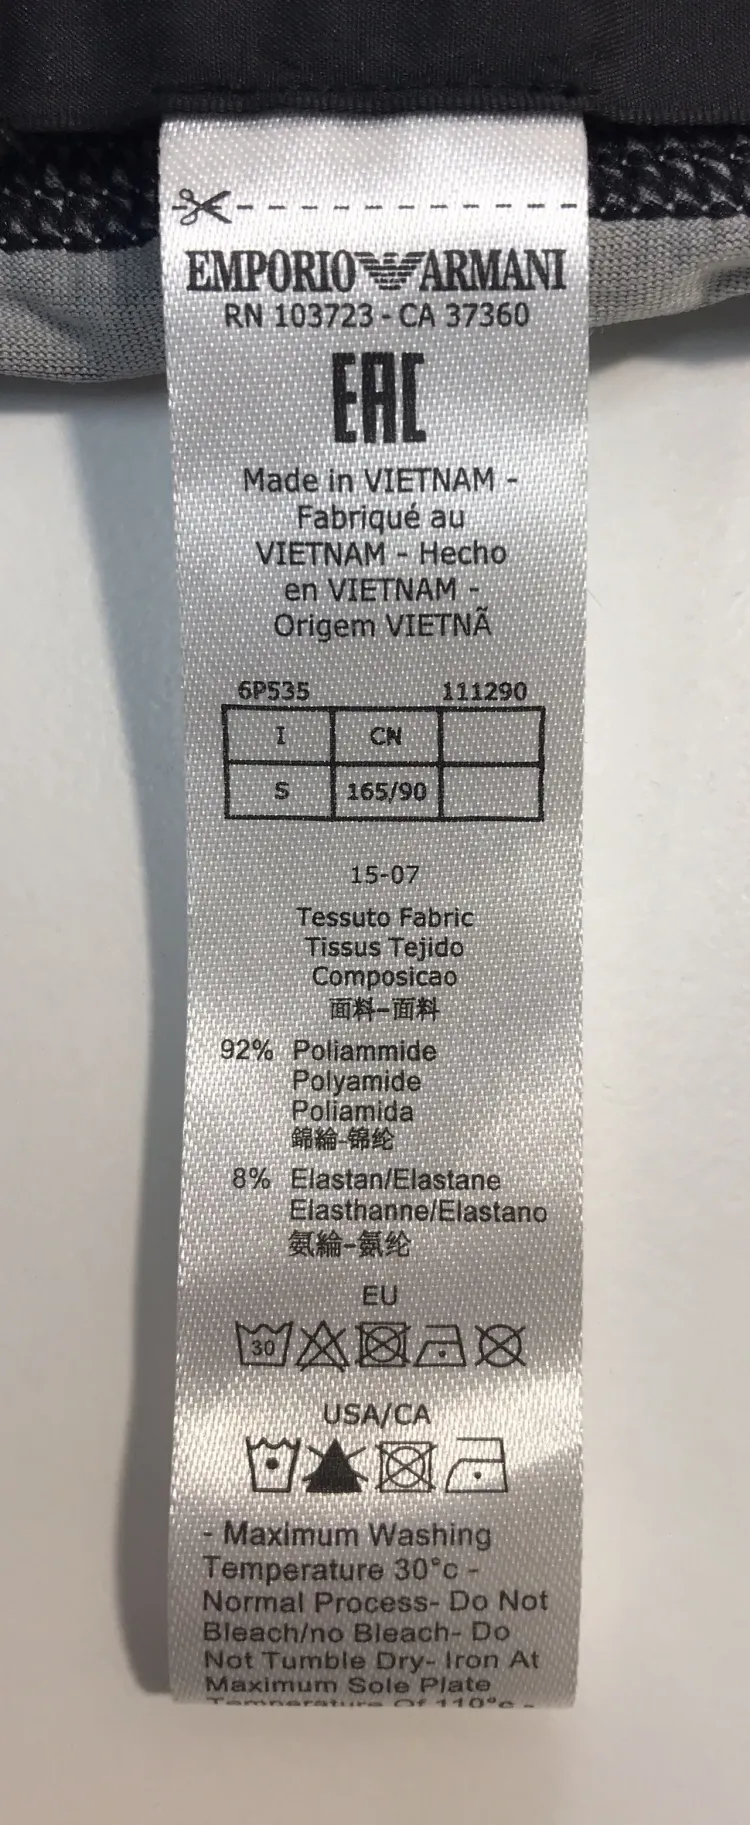 EMPORIO ARMANI
RN 103723 - CA 37360
EAC
Made in VIETNAM -
Fabriqué au
VIETNAM - Hecho
en VIETNAM -
Origem VIETNÃ
6P535 111290
I CN
S 165/90
15-07
Tessuto Fabric
Tissus Tejido
Composicao
面料-面料
92% Poliammide
Polyamide
Poliamida
錦綸-锦纶
8% Elastan/Elastane
Elasthanne/Elastano
氨綸-氨纶
EU
30
USA/CA
- Maximum Washing
Temperature 30°c -
Normal Process- Do Not
Bleach/no Bleach- Do
Not Tumble Dry- Iron At
Maximum Sole Plate
Temperature Of 110°c -